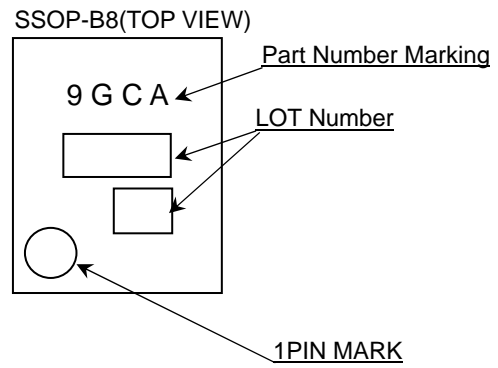 SSOP-B8(TOP VIEW)
Part Number Marking
9 G C A
LOT Number
1PIN MARK